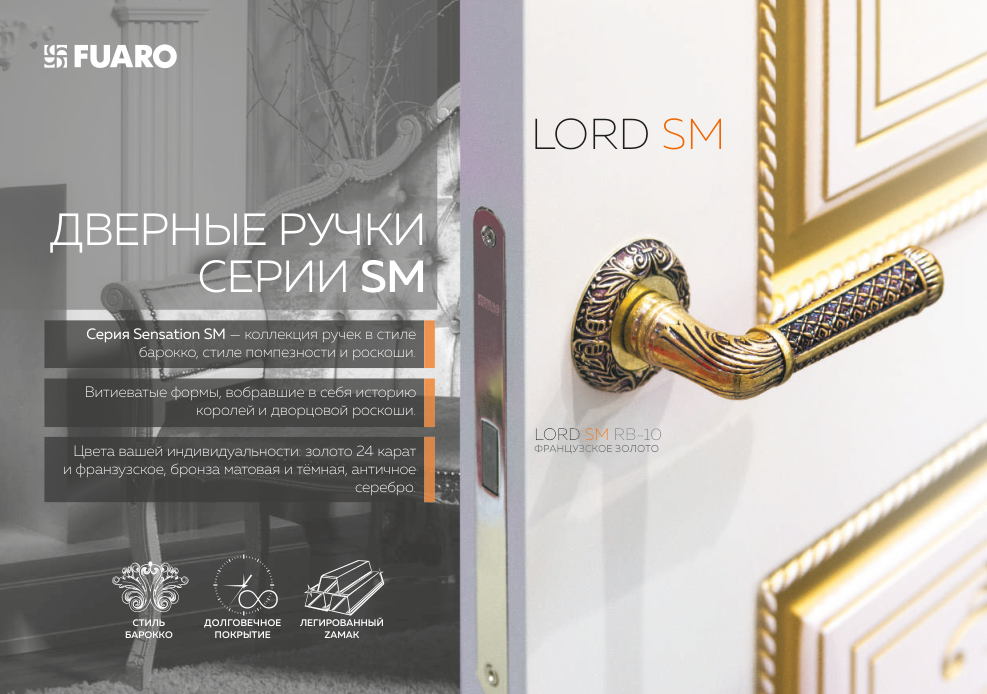 FUARO
ДВЕРНЫЕ РУЧКИ
СЕРИИ SM
Серия Sensation SM — коллекция ручек в стиле
барокко, стиле помпезности и роскоши.
Витиеватые формы, вобравшие в себя историю
королей и дворцовой роскоши.
Цвета вашей индивидуальности: золото 24 карат
и франзузское, бронза матовая и тёмная, античное
серебро.
СТИЛЬ
БАРОККО
ДОЛГОВЕЧНОЕ
ПОКРЫТИЕ
ЛЕГИРОВАННЫЙ
ZAMAK
LORD SM
LORD SM RB-10
ФРАНЦУЗСКОЕ ЗОЛОТО